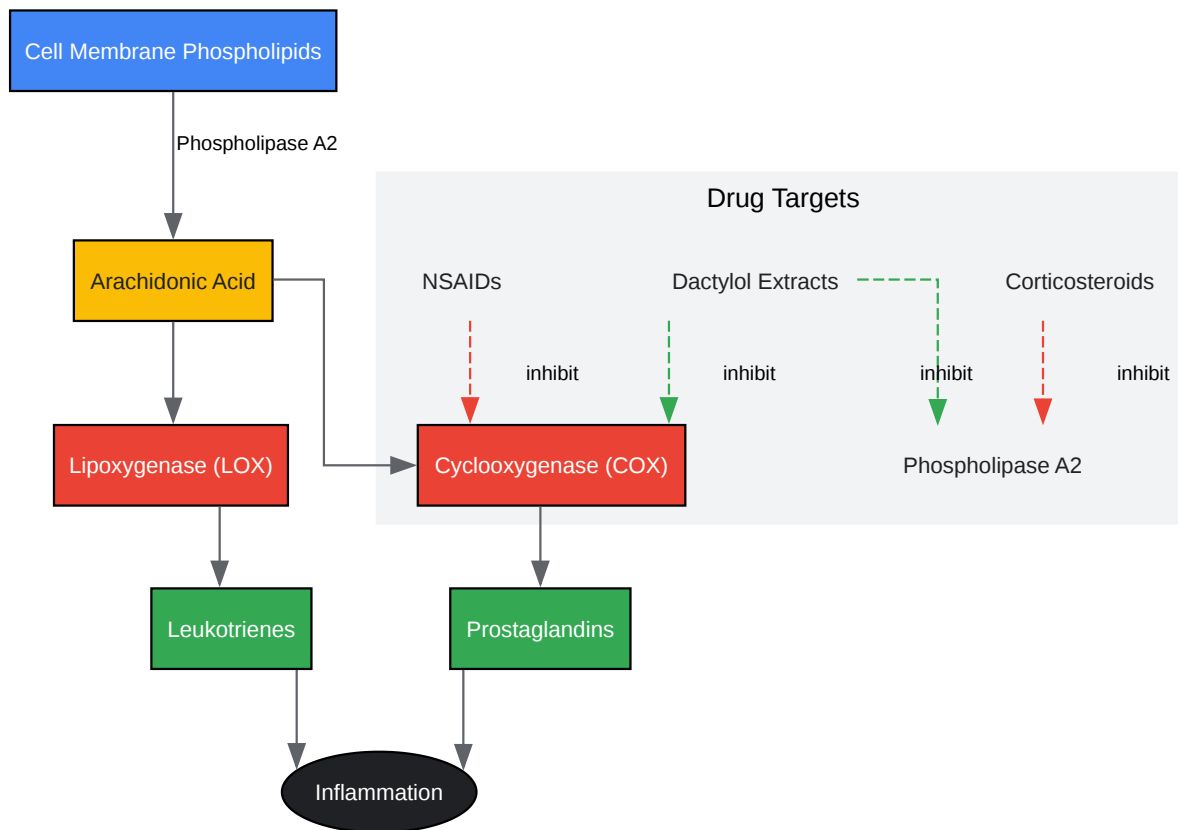 Cell Membrane Phospholipids
Phospholipase A2
Drug Targets
Arachidonic Acid
NSAIDs
Dactylol Extracts
Corticosteroids
inhibit
inhibit
inhibit
inhibit
Lipoxygenase (LOX)
Cyclooxygenase (COX)
Phospholipase A2
Leukotrienes
Prostaglandins
Inflammation